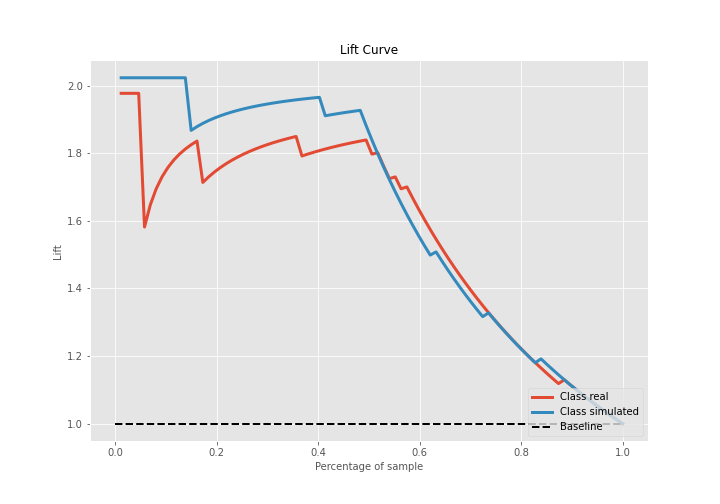 Lift Curve
2.0
1.8
1.6
1.4
1.2
1.0
Lift
0.0 0.2 0.4 0.6 0.8 1.0
Percentage of sample
Class real
Class simulated
Baseline